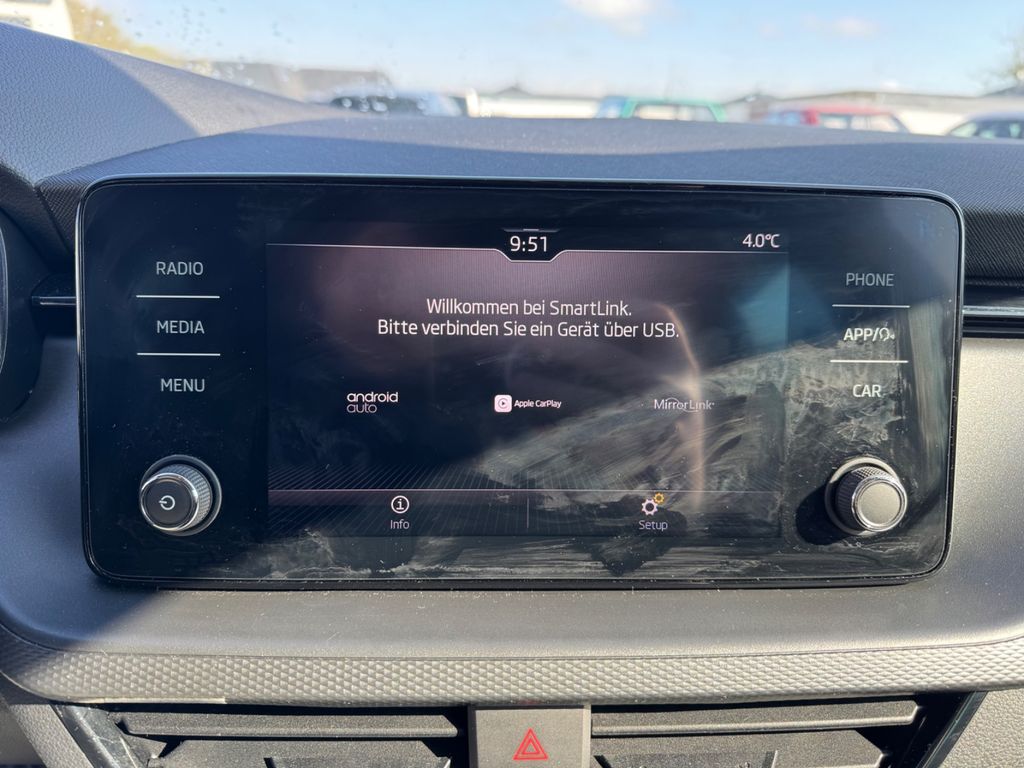 9:51
4.0°C
RADIO
MEDIA
MENU
Willkommen bei SmartLink.
Bitte verbinden Sie ein Gerät über USB.
android
auto
Apple CarPlay
MirrorLink
Info
Setup
PHONE
APP/
CAR